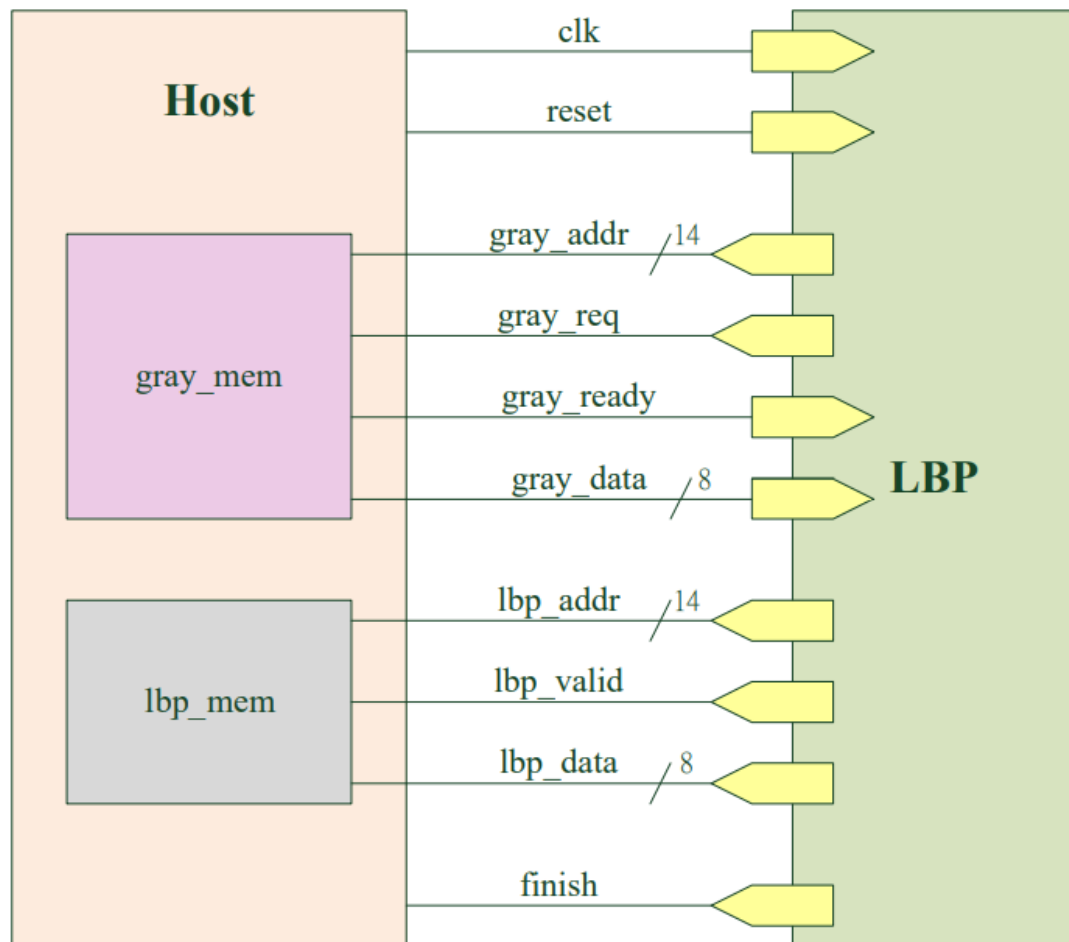 clk
Host
reset
gray_addr
14
gray_req
gray_mem
gray_ready
gray_data
8
LBP
lbp_addr
14
lbp_valid
lbp_mem
lbp_data
8
finish